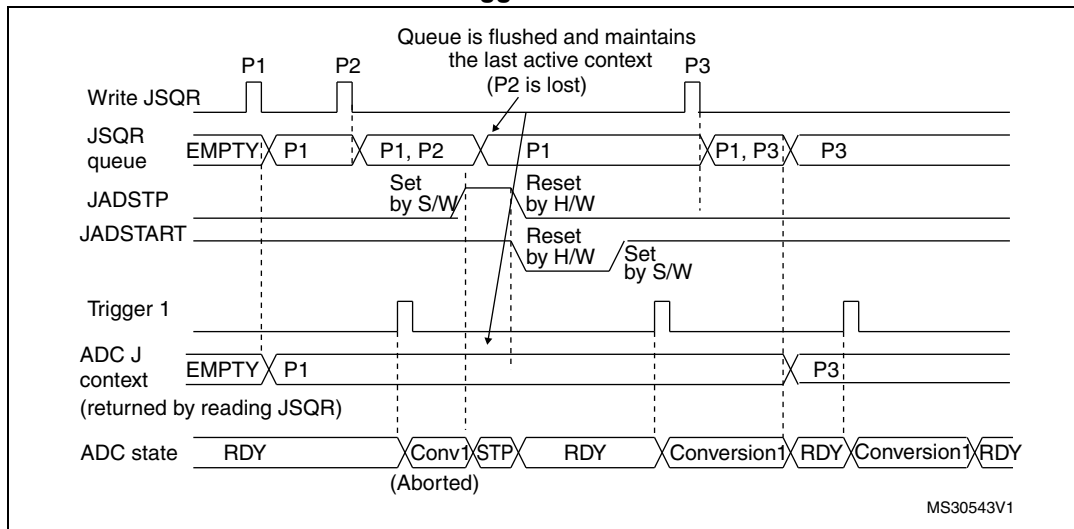 Queue is flushed and maintains
the last active context
(P2 is lost)
P1
P2
P3
Write JSQR
JSQR
queue
EMPTY
P1
P1, P2
P1
P1, P3
P3
Set
by S/W
Reset
by H/W
JADSTP
JADSTART
Reset
by H/W
Set
by S/W
Trigger 1
ADC J
context
(returned by reading JSQR)
EMPTY
P1
P3
ADC state
RDY
Conv1
STP
RDY
Conversion1
RDY
Conversion1
RDY
(Aborted)
MS30543V1